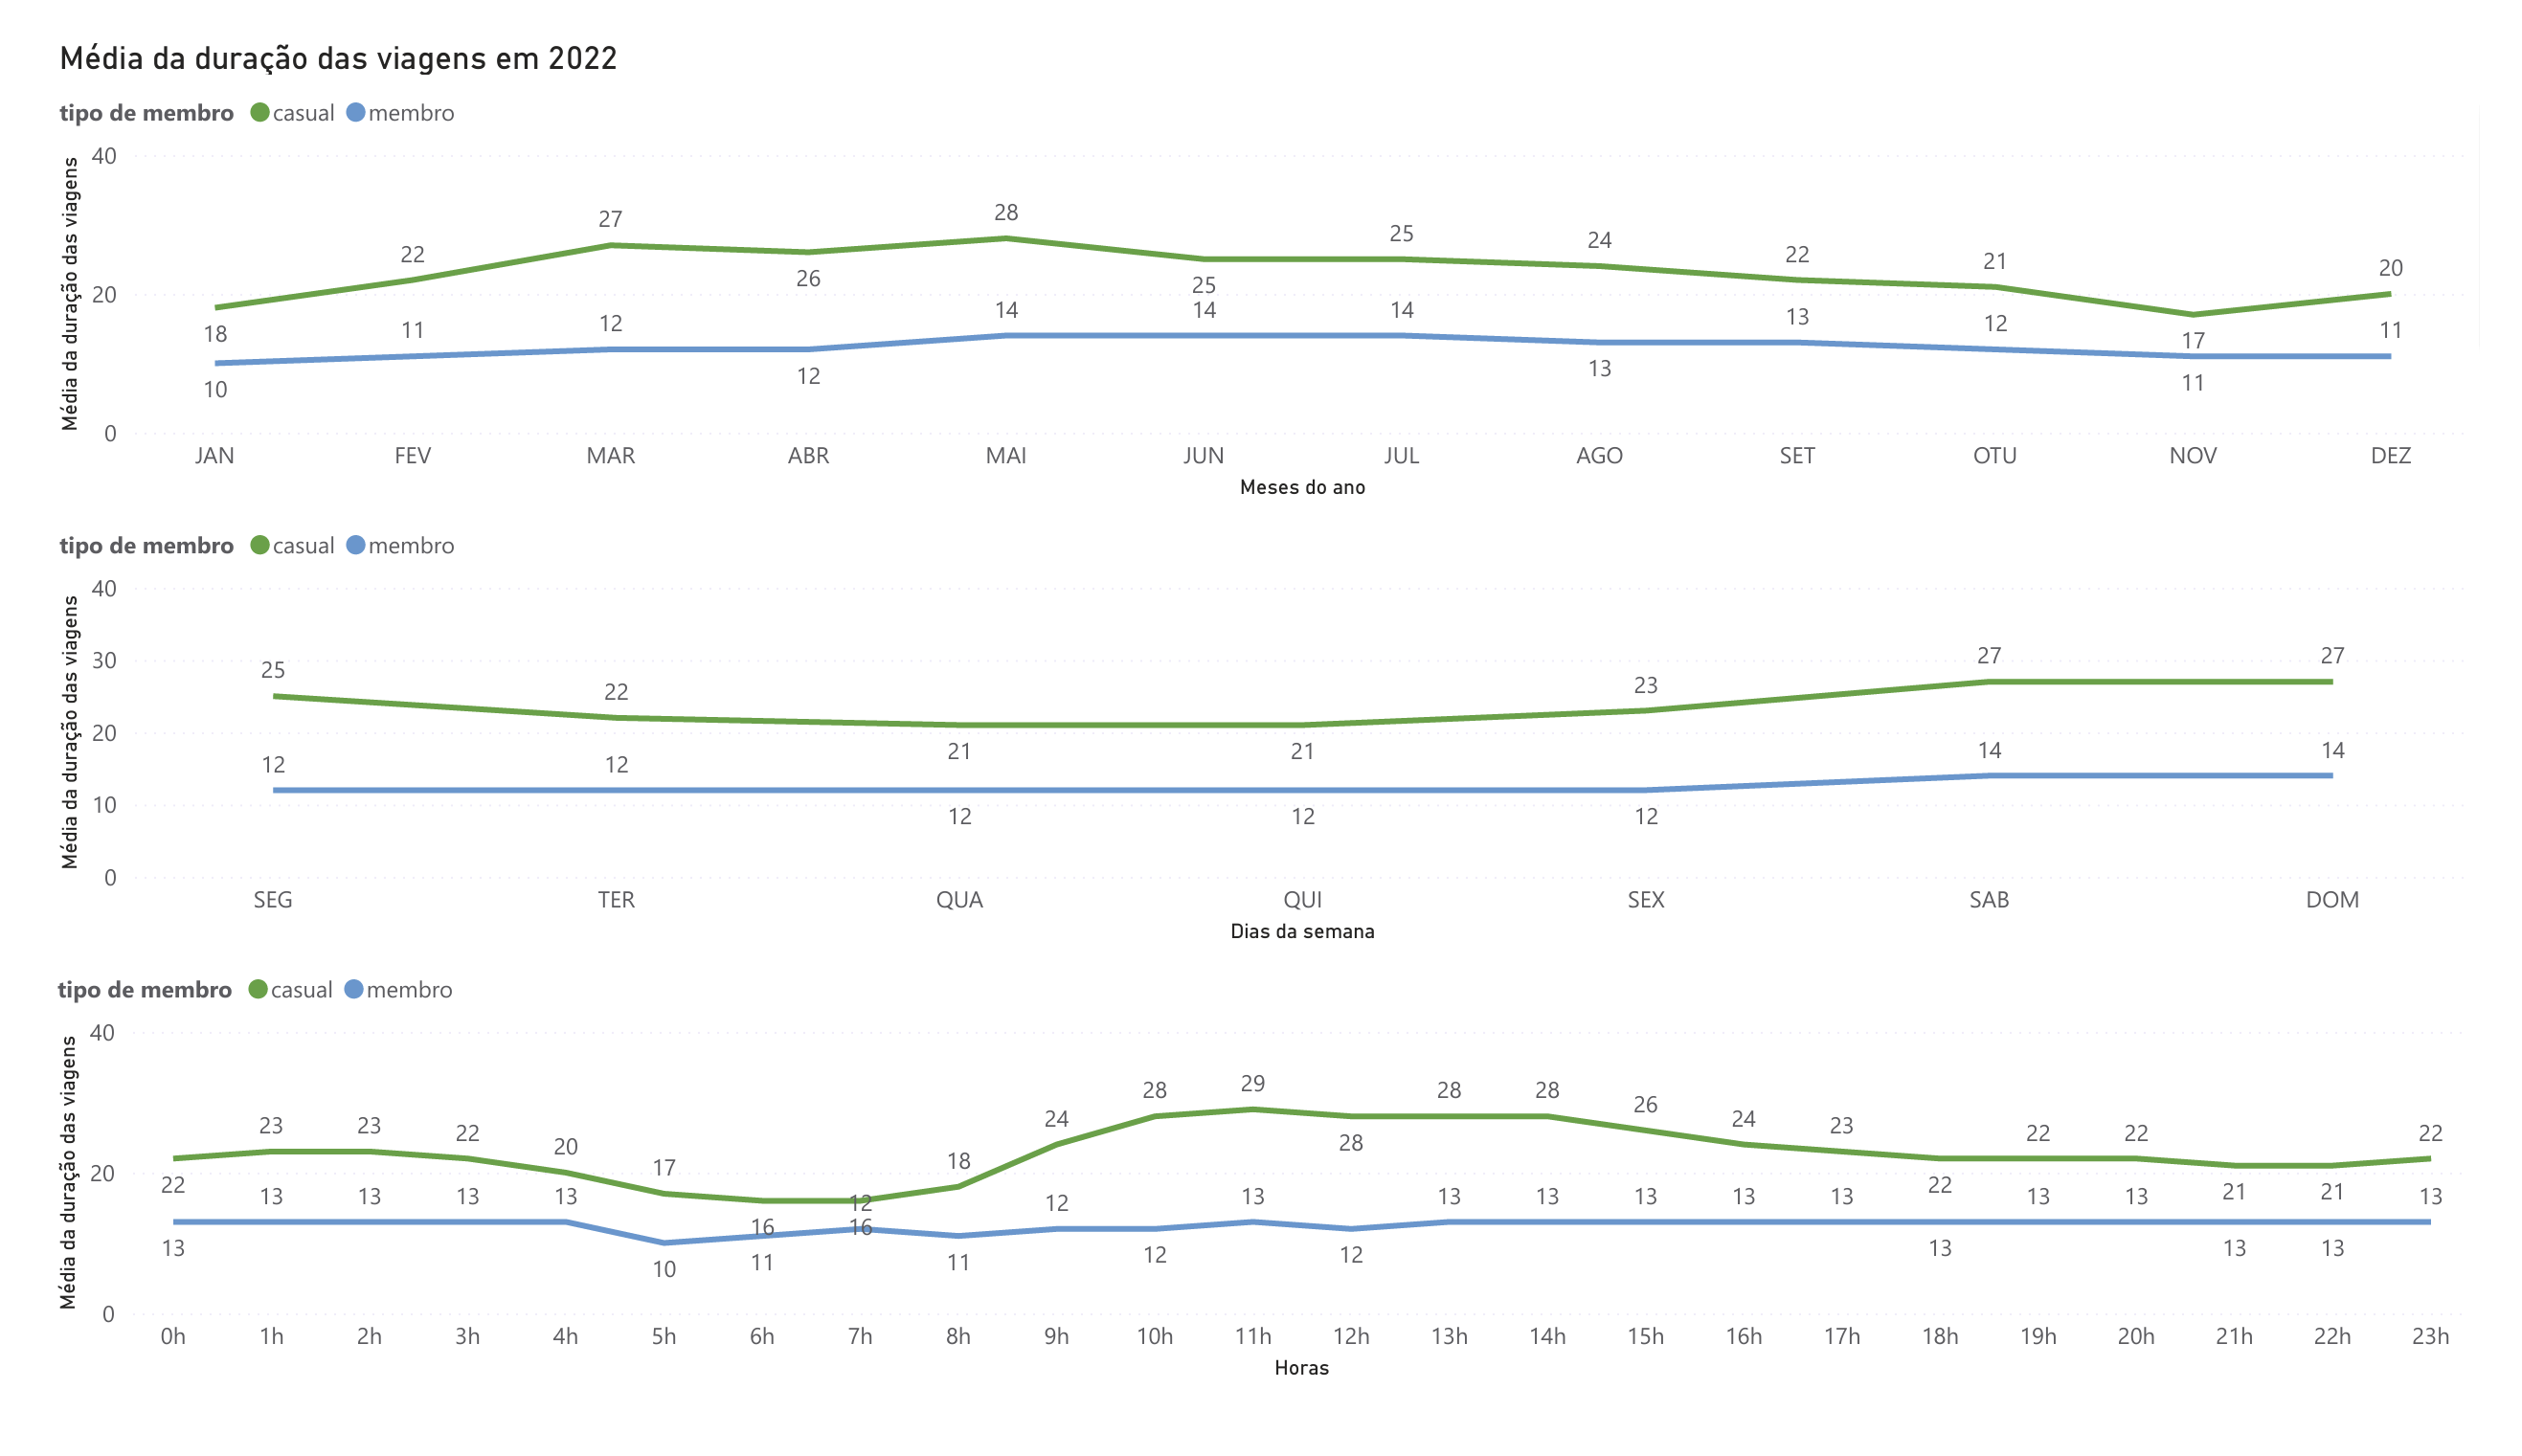 Média da duração das viagens em 2022
tipo de membro casual membro
Média da duração das viagens
40
28
27
25
24
22 22
21
26 20
20 25
14 14 14
18 11 12 13 12 17 11
10 12 13 11
0
JAN FEV MAR ABR MAI JUN JUL AGO SET OTU NOV DEZ
Meses do ano
tipo de membro casual membro
Média da duração das viagens
40
30
25 22 23 27 27
20
21 21
12 12 14 14
10
12 12 12
0
SEG TER QUA QUI SEX SAB DOM
Dias da semana
tipo de membro casual membro
Média da duração das viagens
40
23 23 22 20 17 18 24 28 29 28 28 26 24 23 22 22 22
20
22 28 22 21 21
13 13 13 13 12 12 13 13 13 13 13 13 13 13 13
16 16
13 10 11 11 12 12 13 13 13
0
0h 1h 2h 3h 4h 5h 6h 7h 8h 9h 10h 11h 12h 13h 14h 15h 16h 17h 18h 19h 20h 21h 22h 23h
Horas